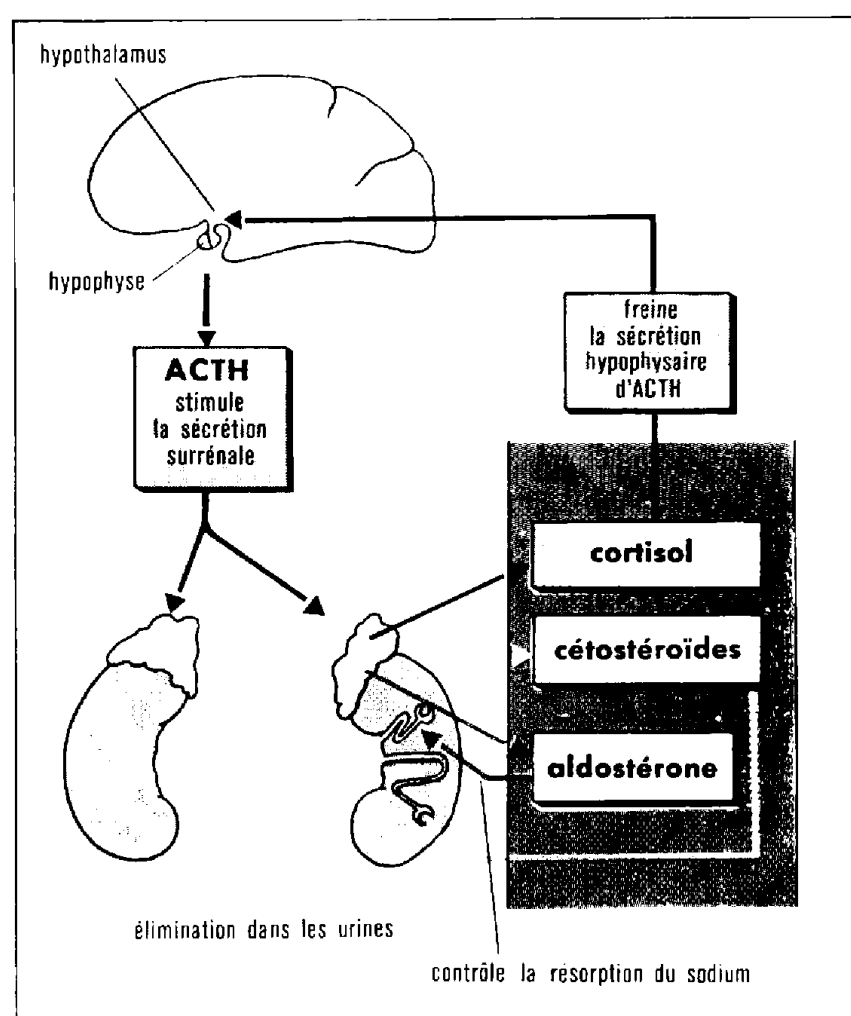 hypothalamus
hypophyse
ACTH
stimule
la sécrétion
surrénale
freine
la sécrétion
hypophysaire
d'ACTH
cortisol
cétostéroïdes
aldostérone
élimination dans les urines
contrôle la résorption du sodium